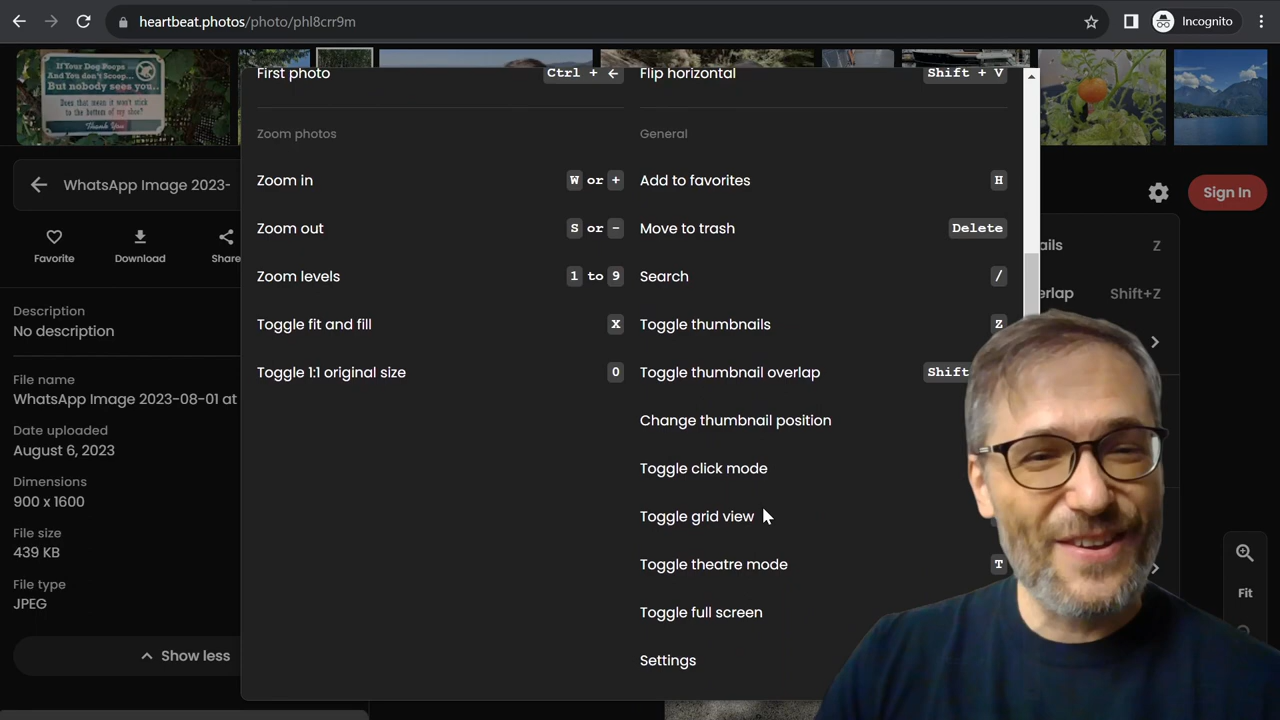 heartbeat.photos/photo/phl8crr9m
Incognito
If Your Dog Poops
And You don't Scoop..
But nobody sees you..
Does that mean it won't stick
to the bottom of my shoe?
Thank You
First photo Ctrl + ←
Flip horizontal Shift + V
Zoom photos
General
WhatsApp Image 2023-
Sign In
Zoom in W or +
Add to favorites H
Zoom out S or -
Move to trash Delete
Zoom levels 1 to 9
Search /
Toggle fit and fill X
Toggle thumbnails Z
Toggle 1:1 original size 0
Toggle thumbnail overlap Shift
Change thumbnail position
Toggle click mode
Toggle grid view
Toggle theatre mode T
Toggle full screen
Settings
ails Z
erlap Shift+Z
Favorite
Download
Share
Description
No description
File name
WhatsApp Image 2023-08-01 at
Date uploaded
August 6, 2023
Dimensions
900 x 1600
File size
439 KB
File type
JPEG
Show less
Fit